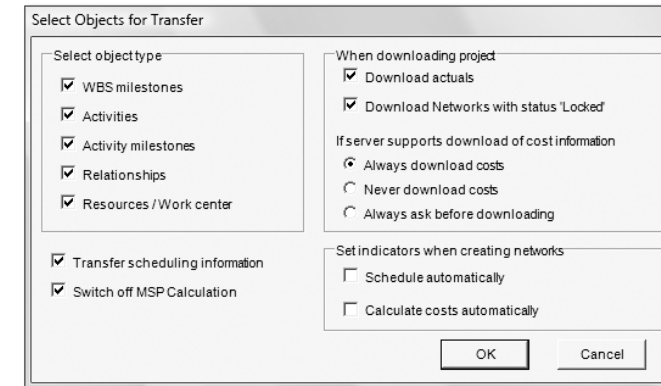 Select Objects for Transfer
Select object type
WBS milestones
Activities
Activity milestones
Relationships
Resources / Work center
Transfer scheduling information
Switch off MSP Calculation
When downloading project
Download actuals
Download Networks with status 'Locked'
If server supports download of cost information
Always download costs
Never download costs
Always ask before downloading
Set indicators when creating networks
Schedule automatically
Calculate costs automatically
OK
Cancel